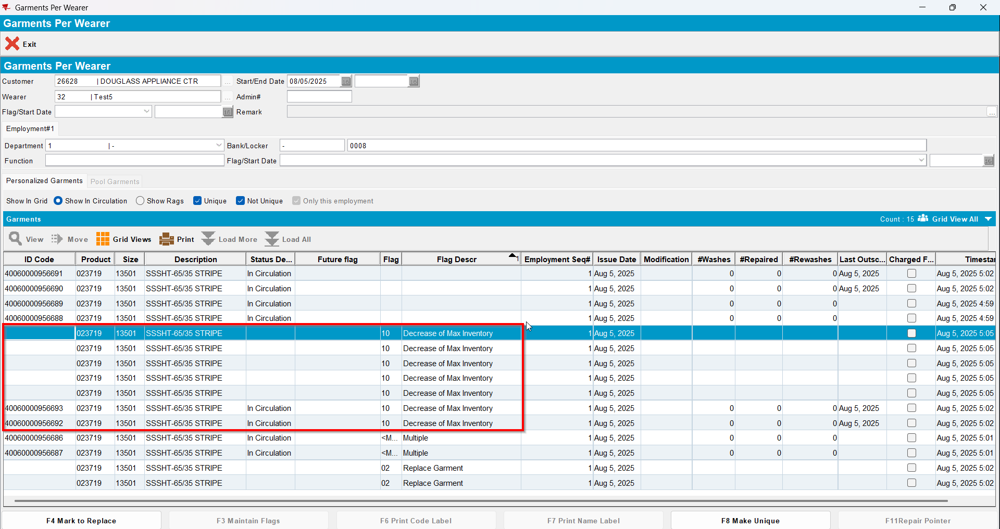 Garments Per Wearer
Garments Per Wearer
Exit
Garments Per Wearer
Customer 26628 | DOUGLASS APPLIANCE CTR ... Start/End Date 08/05/2025 16 16
Wearer 32 | Test5 ... Admin#
Flag/Start Date 16 Remark ...
Employment#1
Department 1 | - Bank/Locker - 0008
Function Flag/Start Date 16
Personalized Garments Pool Garments
Show In Grid Show In Circulation Show Rags Unique Not Unique Only this employment
Garments Count : 15 Grid View All
View Move Grid Views Print Load More Load All
ID Code Product Size Description Status De... Future flag Flag Flag Descr 1 Employment Seq# Issue Date Modification #Washes #Repaired #Rewashes Last Outsc... Charged F... Timestar
40060000956691 023719 13501 SSSHT-65/35 STRIPE In Circulation 1 Aug 5, 2025 0 0 0 Aug 5, 2025 Aug 5, 2025 5:02
40060000956690 023719 13501 SSSHT-65/35 STRIPE In Circulation 1 Aug 5, 2025 0 0 0 Aug 5, 2025 Aug 5, 2025 5:02
40060000956689 023719 13501 SSSHT-65/35 STRIPE In Circulation 1 Aug 5, 2025 0 0 0 Aug 5, 2025 4:59
40060000956688 023719 13501 SSSHT-65/35 STRIPE In Circulation 1 Aug 5, 2025 0 0 0 Aug 5, 2025 4:59
023719 13501 SSSHT-65/35 STRIPE 10 Decrease of Max Inventory 1 Aug 5, 2025 Aug 5, 2025 5:05
023719 13501 SSSHT-65/35 STRIPE 10 Decrease of Max Inventory 1 Aug 5, 2025 Aug 5, 2025 5:05
023719 13501 SSSHT-65/35 STRIPE 10 Decrease of Max Inventory 1 Aug 5, 2025 Aug 5, 2025 5:05
023719 13501 SSSHT-65/35 STRIPE 10 Decrease of Max Inventory 1 Aug 5, 2025 Aug 5, 2025 5:05
023719 13501 SSSHT-65/35 STRIPE 10 Decrease of Max Inventory 1 Aug 5, 2025 Aug 5, 2025 5:05
40060000956693 023719 13501 SSSHT-65/35 STRIPE In Circulation 10 Decrease of Max Inventory 1 Aug 5, 2025 0 0 0 Aug 5, 2025 Aug 5, 2025 5:02
40060000956692 023719 13501 SSSHT-65/35 STRIPE In Circulation 10 Decrease of Max Inventory 1 Aug 5, 2025 0 0 0 Aug 5, 2025 Aug 5, 2025 5:02
40060000956686 023719 13501 SSSHT-65/35 STRIPE In Circulation <M... Multiple 1 Aug 5, 2025 0 0 0 Aug 5, 2025 5:01
40060000956687 023719 13501 SSSHT-65/35 STRIPE In Circulation <M... Multiple 1 Aug 5, 2025 0 0 0 Aug 5, 2025 5:01
023719 13501 SSSHT-65/35 STRIPE 02 Replace Garment 1 Aug 5, 2025 Aug 5, 2025 5:02
023719 13501 SSSHT-65/35 STRIPE 02 Replace Garment 1 Aug 5, 2025 Aug 5, 2025 5:02
F4 Mark to Replace F3 Maintain Flags F6 Print Code Label F7 Print Name Label F8 Make Unique F11Repair Pointer